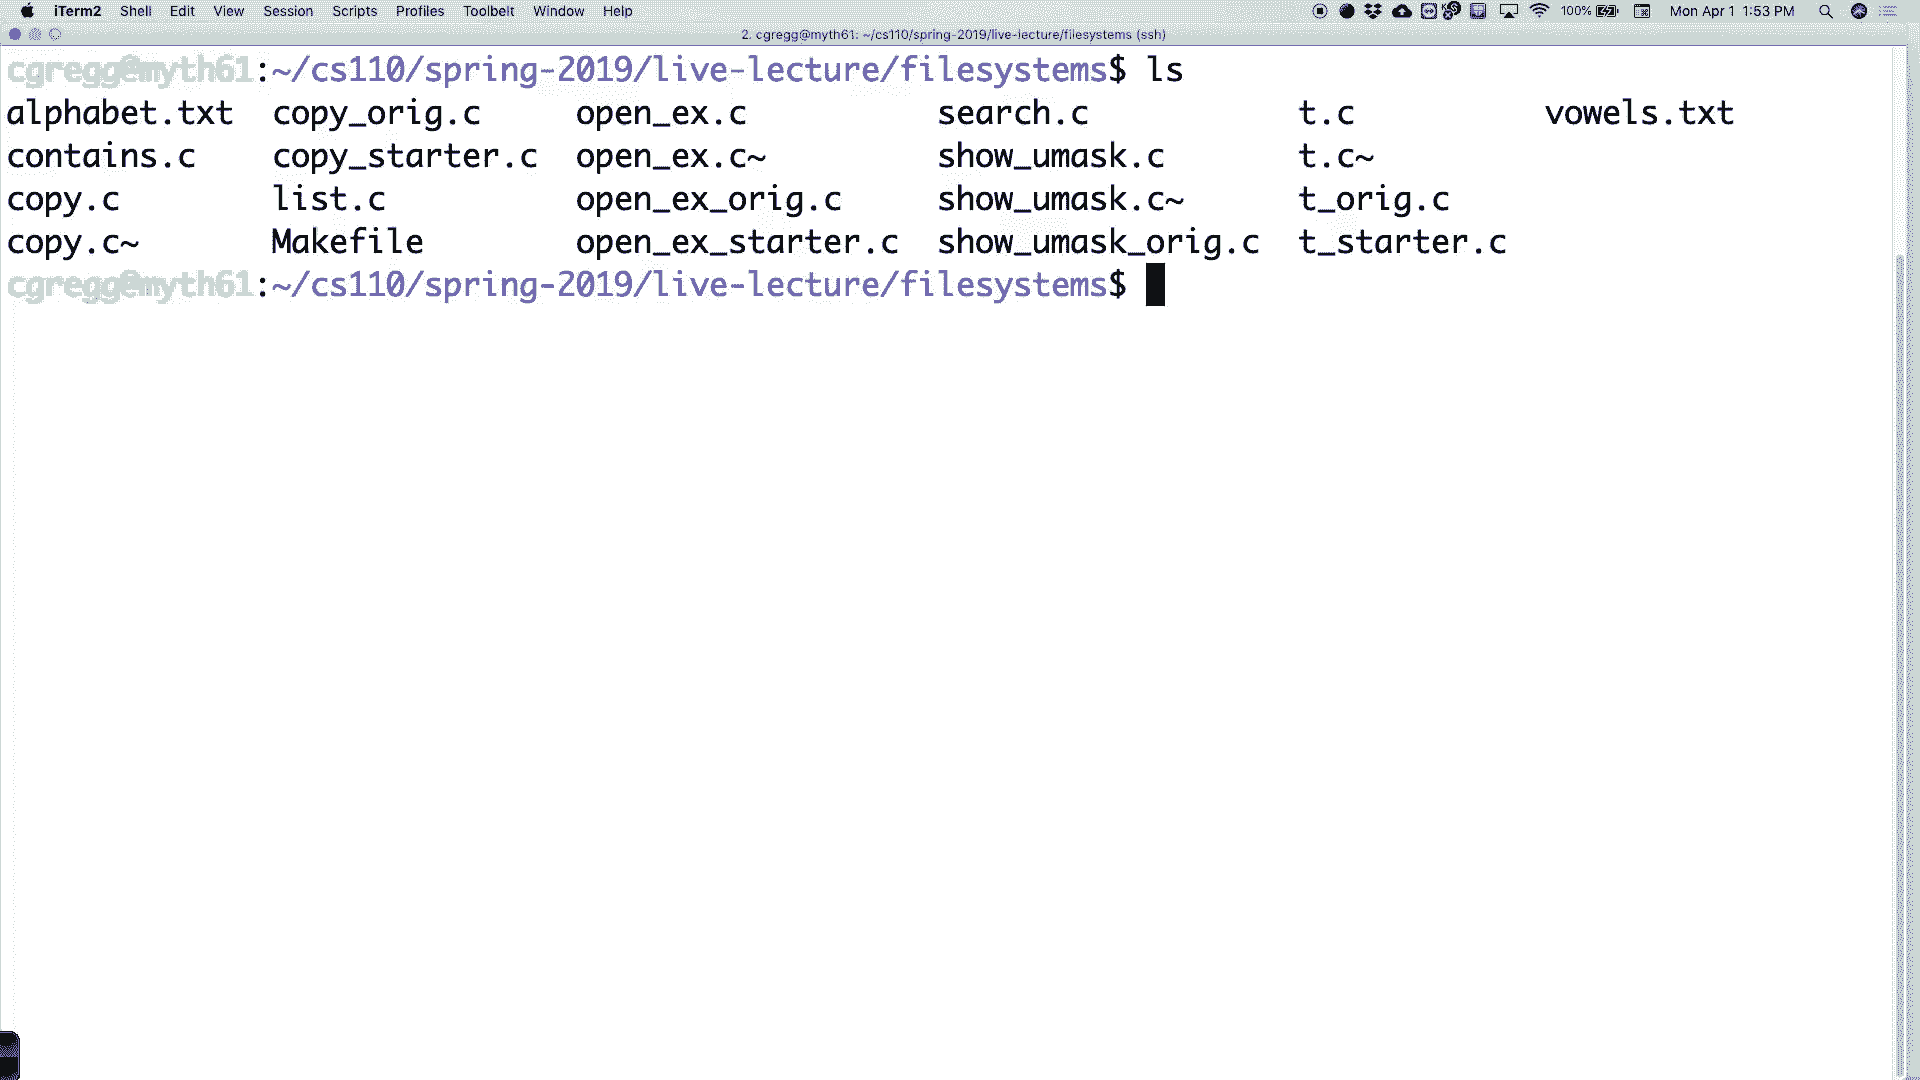 iTerm2 Shell Edit View Session Scripts Profiles Toolbelt Window Help 100% Mon Apr 1 1:53 PM
2. cgregg@myth61: ~/cs110/spring-2019/live-lecture/filesystems (ssh)
cgregg@myth61:~/cs110/spring-2019/live-lecture/filesystems$ ls
alphabet.txt copy_orig.c open_ex.c search.c t.c vowels.txt
contains.c copy_starter.c open_ex.c~ show_umask.c t.c~
copy.c list.c open_ex_orig.c show_umask.c~ t_orig.c
copy.c~ Makefile open_ex_starter.c show_umask_orig.c t_starter.c
cgregg@myth61:~/cs110/spring-2019/live-lecture/filesystems$